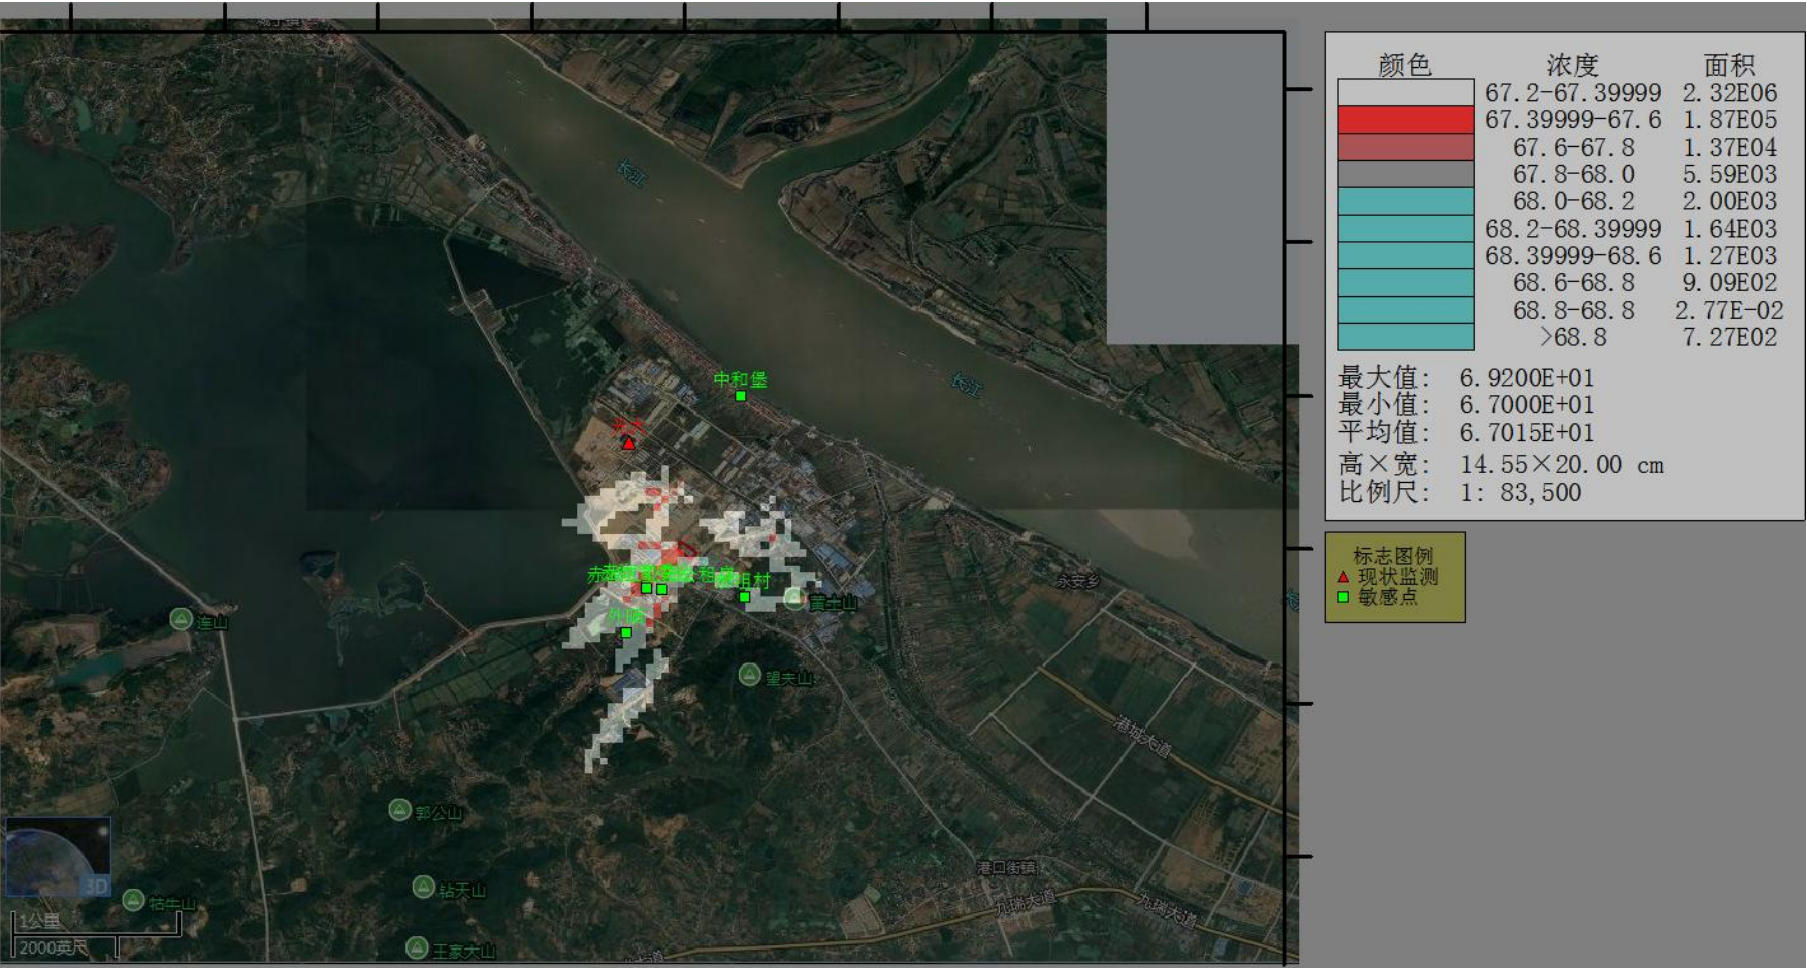 颜色 浓度 面积
67.2-67.39999 2.32E06
67.39999-67.6 1.87E05
67.6-67.8 1.37E04
67.8-68.0 5.59E03
68.0-68.2 2.00E03
68.2-68.39999 1.64E03
68.39999-68.6 1.27E03
68.6-68.8 9.09E02
68.8-68.8 2.77E-02
>68.8 7.27E02
最大值: 6.9200E+01
最小值: 6.7000E+01
平均值: 6.7015E+01
高×宽: 14.55×20.00 cm
比例尺: 1: 83,500
标志图例
现状监测
敏感点
长江
长江
中和堡
永安乡
黄土山
连山
望夫山
港城大道
郭公山
港口街镇
钻天山
九瑞大道
九瑞大道
牯牛山
王家大山
3D
1公里
2000英尺